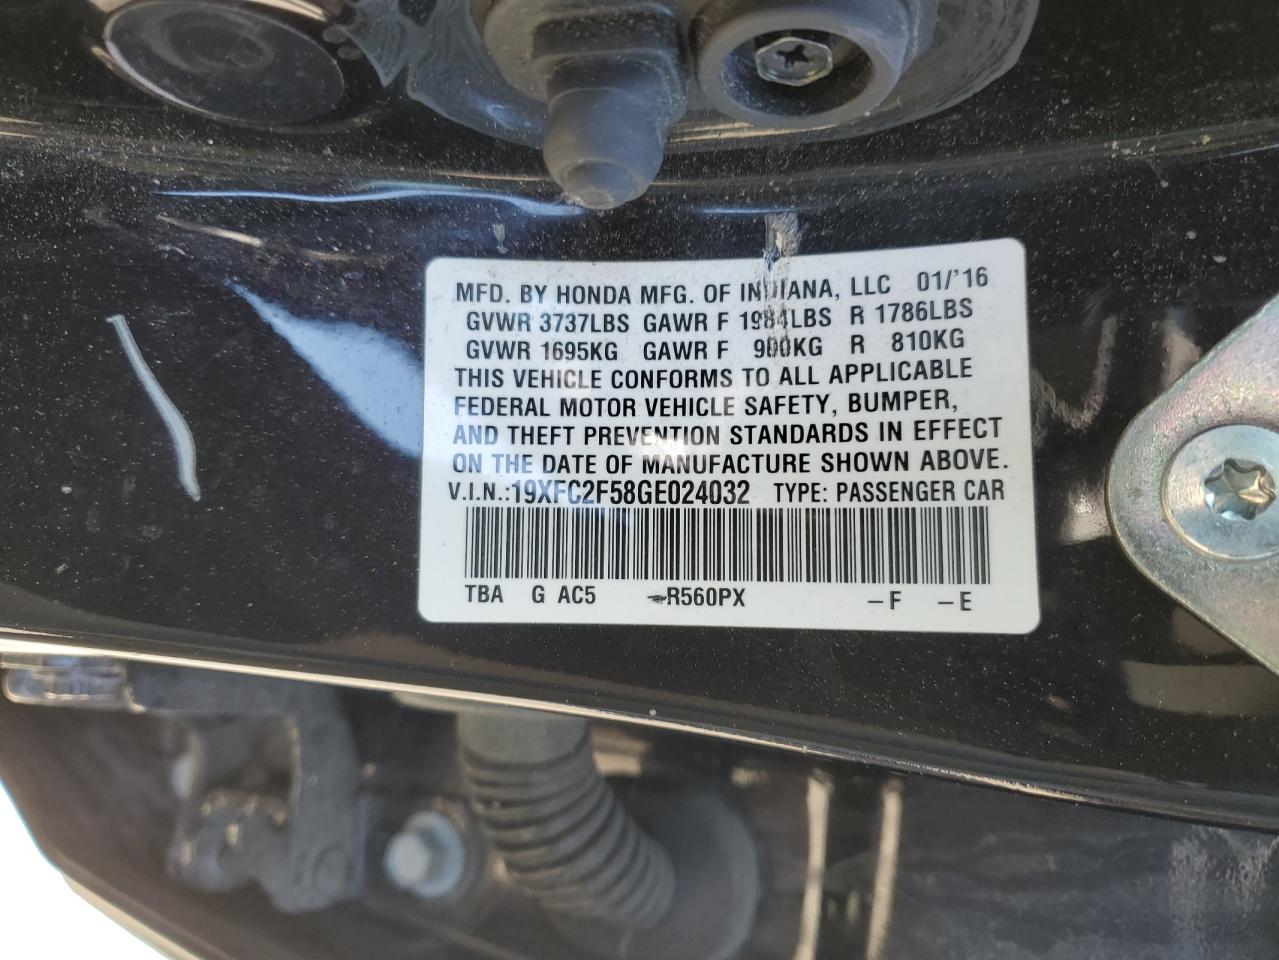 MFD. BY HONDA MFG. OF INDIANA, LLC 01/'16
GVWR 3737LBS GAWR F 1984LBS R 1786LBS
GVWR 1695KG GAWR F 900KG R 810KG
THIS VEHICLE CONFORMS TO ALL APPLICABLE
FEDERAL MOTOR VEHICLE SAFETY, BUMPER,
AND THEFT PREVENTION STANDARDS IN EFFECT
ON THE DATE OF MANUFACTURE SHOWN ABOVE.
V.I.N.:19XFC2F58GE024032 TYPE: PASSENGER CAR
TBA G AC5 -R560PX -F -E